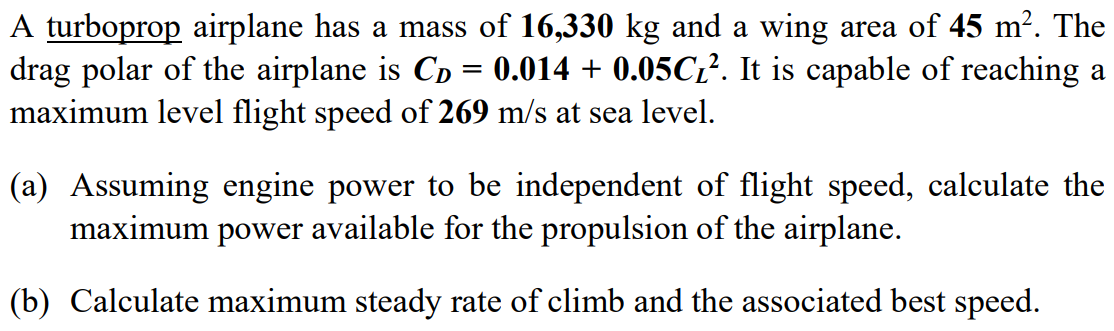 A turboprop airplane has a mass of 16,330 kg and a wing area of 45 m². The
drag polar of the airplane is C_D = 0.014 + 0.05C_L². It is capable of reaching a
maximum level flight speed of 269 m/s at sea level.
(a) Assuming engine power to be independent of flight speed, calculate the
maximum power available for the propulsion of the airplane.
(b) Calculate maximum steady rate of climb and the associated best speed.